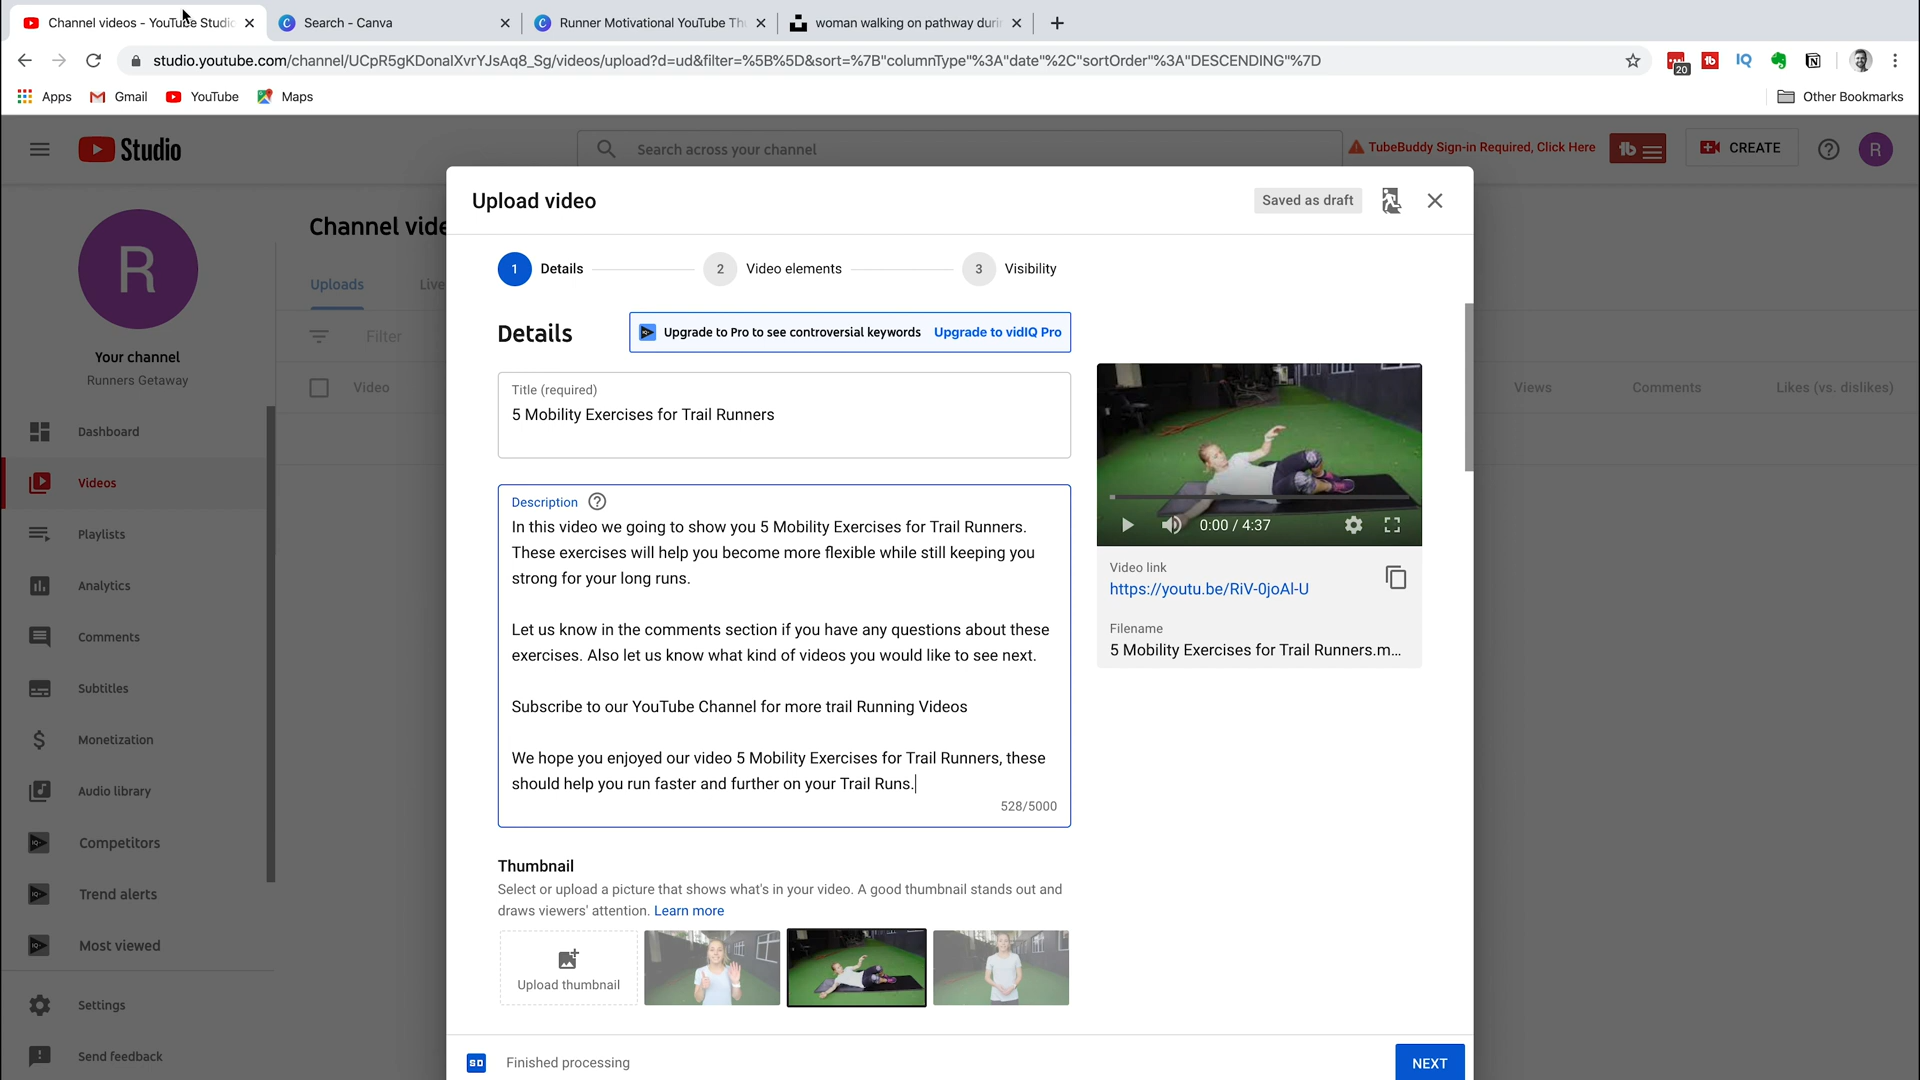 Channel videos - YouTube Studio
Search - Canva
Runner Motivational YouTube Th
woman walking on pathway duri
studio.youtube.com/channel/UCpR5gKDonaIXvrYJsAq8_Sg/videos/upload?d=ud&filter=%5B%5D&sort=%7B"columnType"%3A"date"%2C"sortOrder"%3A"DESCENDING"%7D
20
Apps
Gmail
YouTube
Maps
Other Bookmarks
Studio
Search across your channel
TubeBuddy Sign-in Required, Click Here
CREATE
R
R
Your channel
Runners Getaway
Dashboard
Videos
Playlists
Analytics
Comments
Subtitles
Monetization
Audio library
Competitors
Trend alerts
Most viewed
Settings
Send feedback
Channel vide
Uploads
Live
Filter
Video
Views
Comments
Likes (vs. dislikes)
Upload video
Saved as draft
1 Details
2 Video elements
3 Visibility
Details
Upgrade to Pro to see controversial keywords Upgrade to vidIQ Pro
Title (required)
5 Mobility Exercises for Trail Runners
Description
In this video we going to show you 5 Mobility Exercises for Trail Runners.
These exercises will help you become more flexible while still keeping you
strong for your long runs.
Let us know in the comments section if you have any questions about these
exercises. Also let us know what kind of videos you would like to see next.
Subscribe to our YouTube Channel for more trail Running Videos
We hope you enjoyed our video 5 Mobility Exercises for Trail Runners, these
should help you run faster and further on your Trail Runs.
528/5000
0:00 / 4:37
Video link
https://youtu.be/RiV-0joAl-U
Filename
5 Mobility Exercises for Trail Runners.m...
Thumbnail
Select or upload a picture that shows what's in your video. A good thumbnail stands out and
draws viewers' attention. Learn more
Upload thumbnail
SD
Finished processing
NEXT